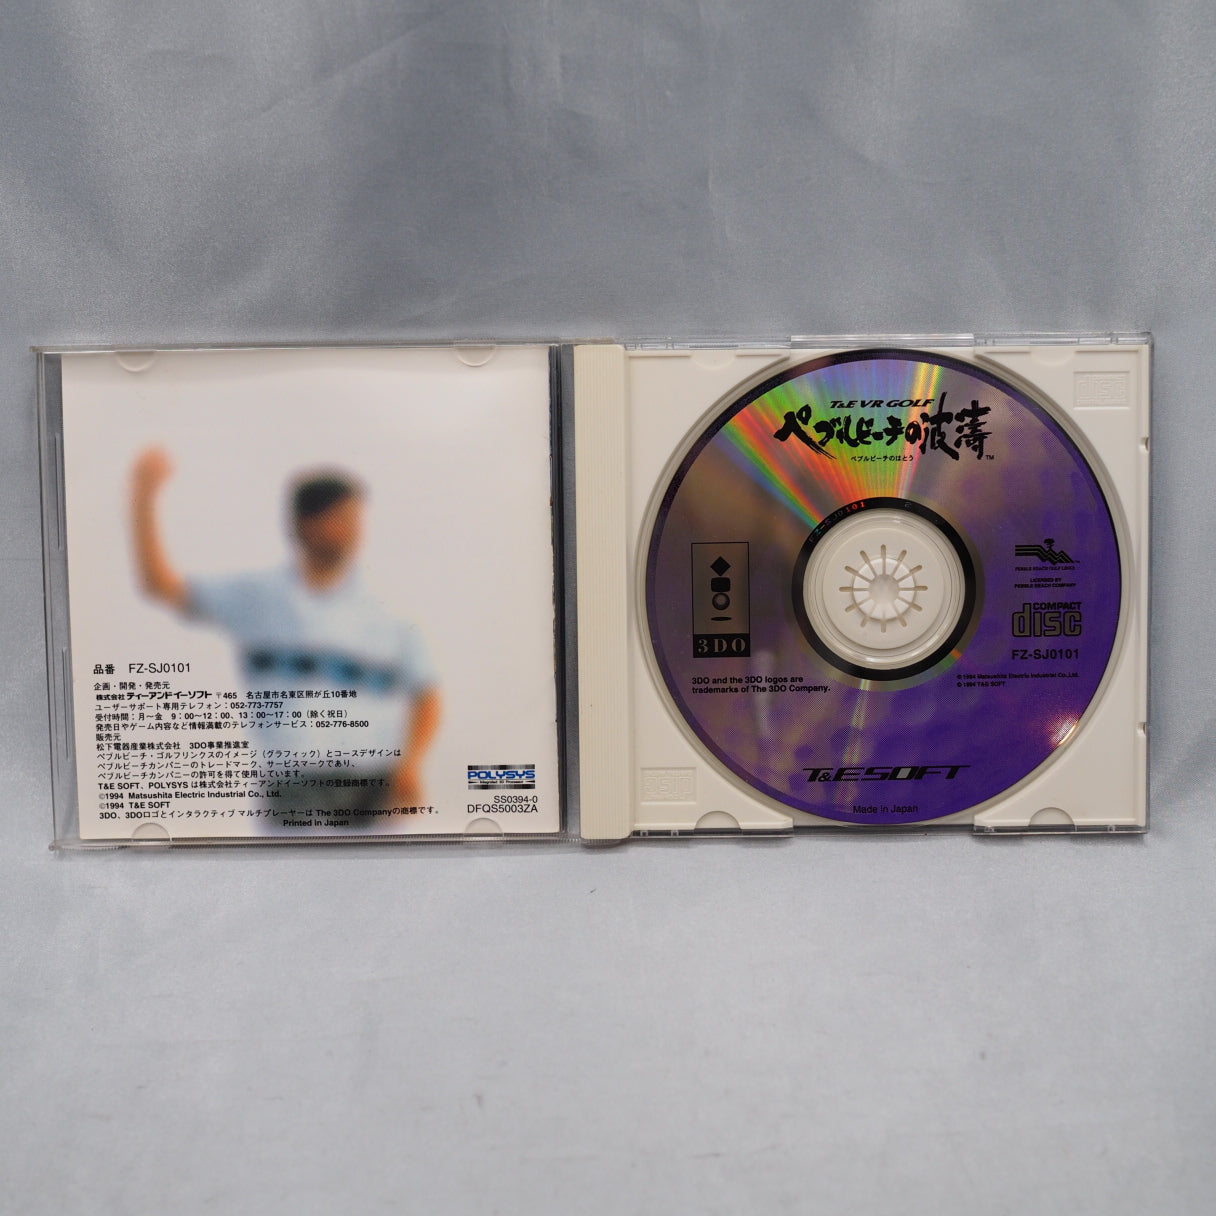 品番 FZ-SJ0101
企画・開発・発売元
株式会社ティーアンドイーソフト 〒465 名古屋市名東区照が丘10番地
ユーザーサポート専用テレフォン：052-773-7757
受付時間：月〜金 9：00〜12：00、13：00〜17：00（除く祝日）
発売日やゲーム内容など情報満載のテレフォンサービス：052-776-8500
販売元
松下電器産業株式会社 3DO事業推進室
ペブルビーチ・ゴルフリンクスのイメージ（グラフィック）とコースデザインは
ペブルビーチカンパニーのトレードマーク、サービスマークであり、
ペブルビーチカンパニーの許可を得て使用しています。
T&E SOFT、POLYSYS は株式会社ティーアンドイーソフトの登録商標です。
©1994 Matsushita Electric Industrial Co., Ltd.
©1994 T&E SOFT
3DO、3DOロゴとインタラクティブ マルチプレーヤーは The 3DO Companyの商標です。
Printed in Japan
POLYSYS
Integrated 3D Processor
SS0394-0
DFQS5003ZA
T&E VR GOLF
ペブルビーチの波濤™
ペブルビーチのはとう
FZ-SJ0101 E
3DO
3DO and the 3DO logos are
trademarks of The 3DO Company.
PEBBLE BEACH GOLF LINKS
LICENSED BY
PEBBLE BEACH COMPANY
COMPACT
disc
FZ-SJ0101
© 1994 Matsushita Electric Industrial Co., Ltd.
© 1994 T&E SOFT
T&ESOFT
Made in Japan
disc